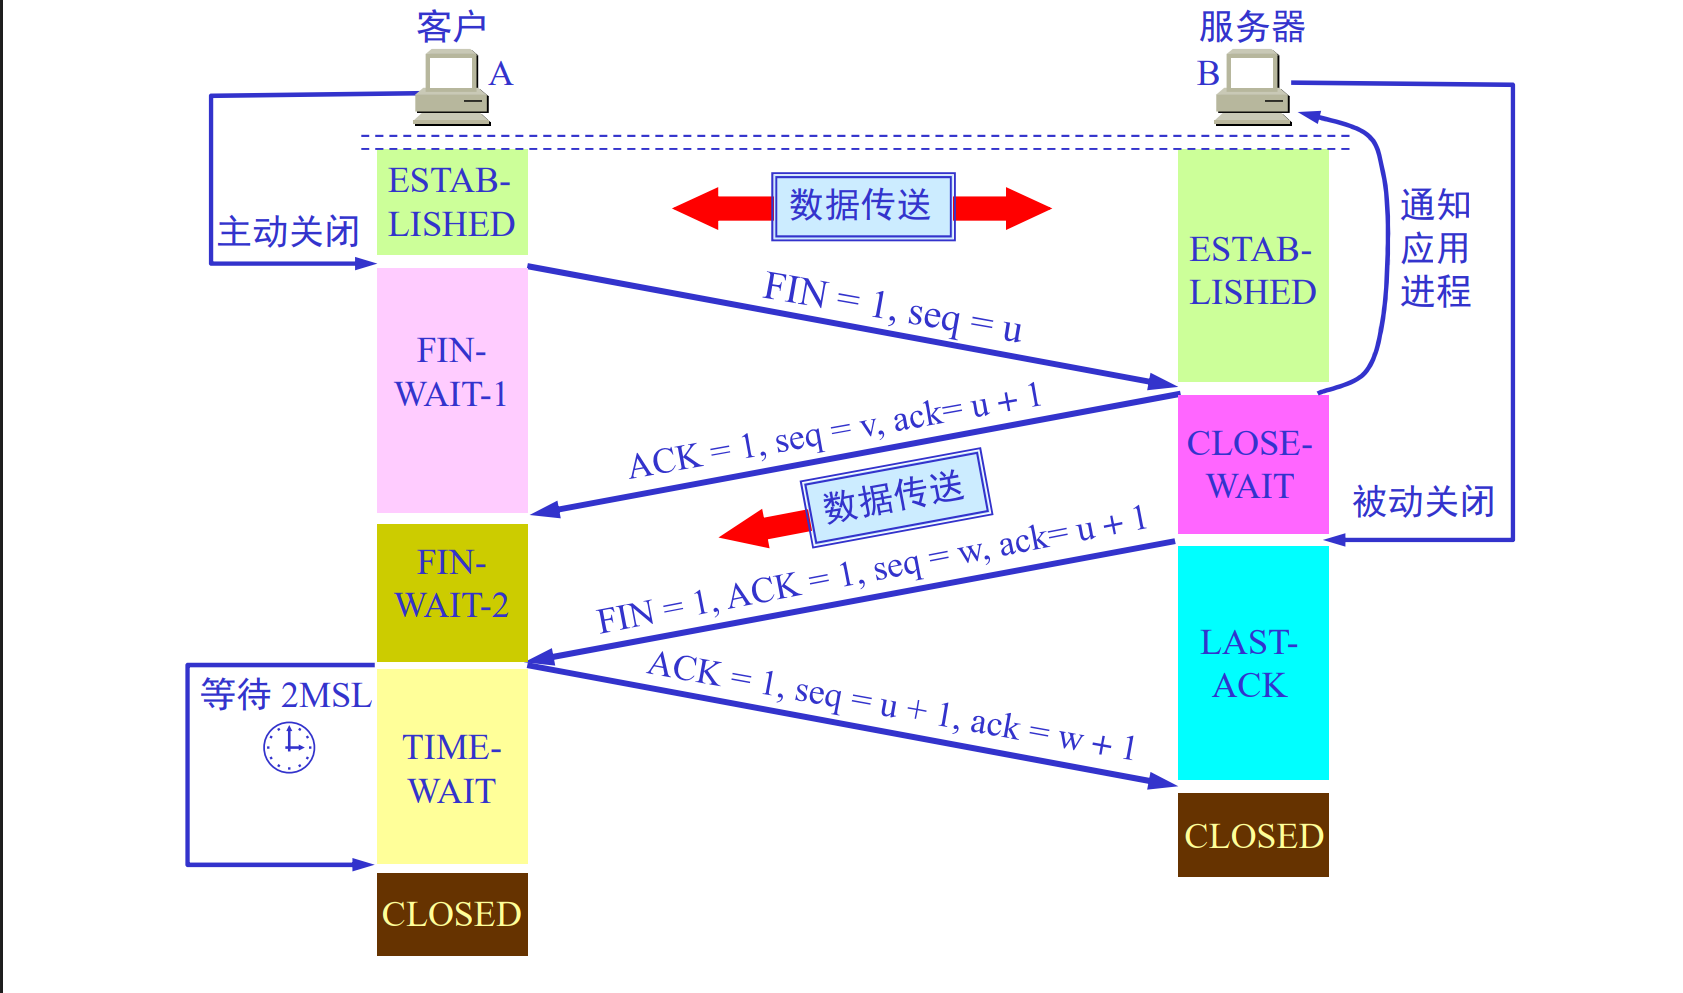 客户
服务器
A
B
ESTAB-
LISHED
数据传送
通知
应用
进程
主动关闭
ESTAB-
LISHED
FIN = 1, seq = u
FIN-
WAIT-1
ACK = 1, seq = v, ack= u + 1
CLOSE-
WAIT
数据传送
被动关闭
FIN-
WAIT-2
FIN = 1, ACK = 1, seq = w, ack= u + 1
LAST-
ACK
等待 2MSL
ACK = 1, seq = u + 1, ack = w + 1
TIME-
WAIT
CLOSED
CLOSED